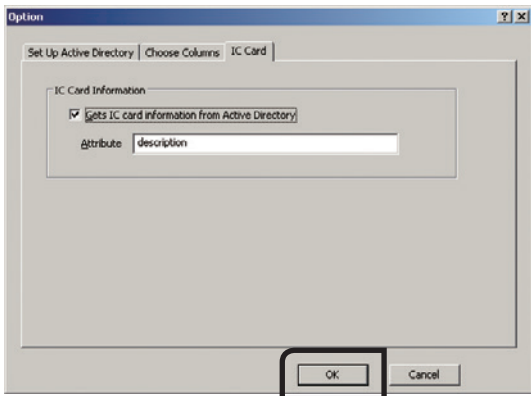 Option
Set Up Active Directory Choose Columns IC Card
IC Card Information
Gets IC card information from Active Directory
Attribute description
OK Cancel